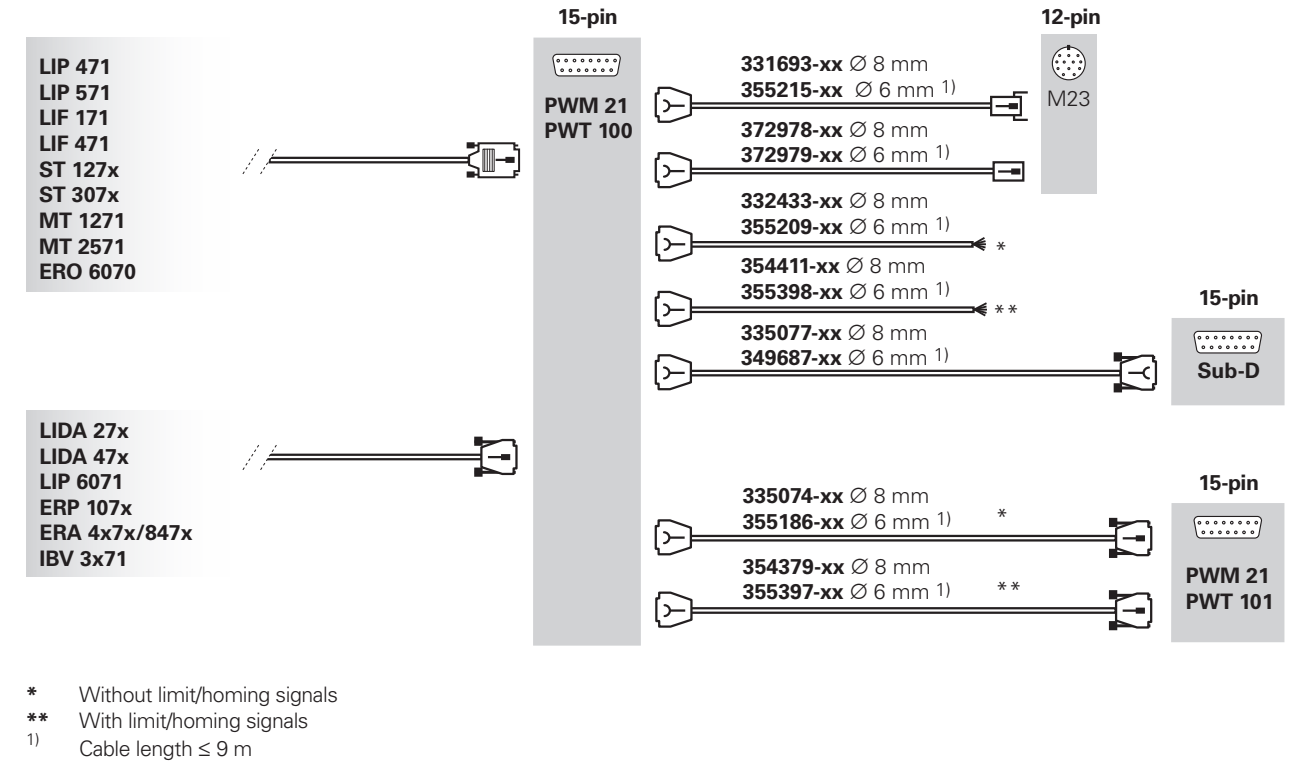 15-pin
12-pin
LIP 471
LIP 571
LIF 171
LIF 471
ST 127x
ST 307x
MT 1271
MT 2571
ERO 6070
PWM 21
PWT 100
331693-xx Ø 8 mm
355215-xx Ø 6 mm 1)
M23
372978-xx Ø 8 mm
372979-xx Ø 6 mm 1)
332433-xx Ø 8 mm
355209-xx Ø 6 mm 1)
*
354411-xx Ø 8 mm
355398-xx Ø 6 mm 1)
**
335077-xx Ø 8 mm
349687-xx Ø 6 mm 1)
15-pin
Sub-D
LIDA 27x
LIDA 47x
LIP 6071
ERP 107x
ERA 4x7x/847x
IBV 3x71
335074-xx Ø 8 mm
355186-xx Ø 6 mm 1) *
354379-xx Ø 8 mm
355397-xx Ø 6 mm 1) **
15-pin
PWM 21
PWT 101
* Without limit/homing signals
** With limit/homing signals
1) Cable length ≤ 9 m